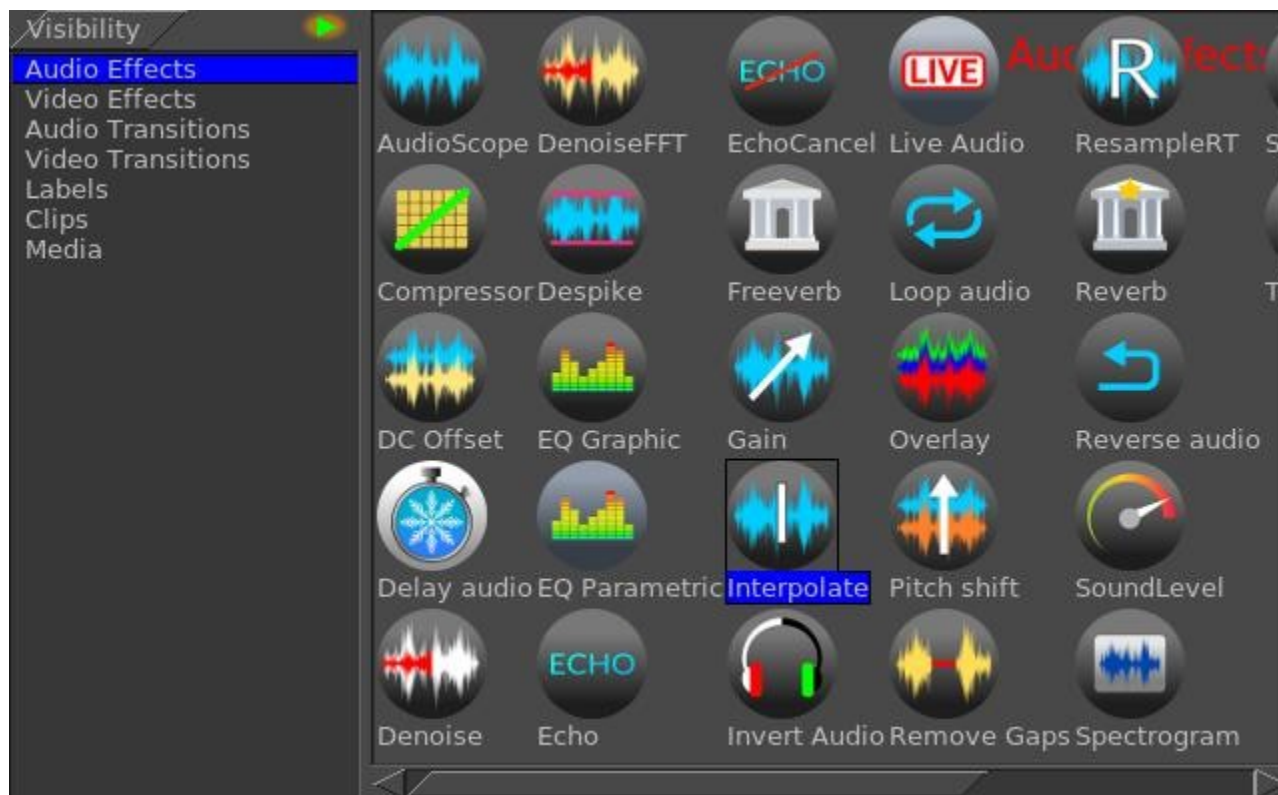 Visibility
Audio Effects
Video Effects
Audio Transitions
Video Transitions
Labels
Clips
Media
ECHO LIVE Audio Effects R
AudioScope DenoiseFFT EchoCancel Live Audio ResampleRT S
Compressor Despike Freeverb Loop audio Reverb T
DC Offset EQ Graphic Gain Overlay Reverse audio
Delay audio EQ Parametric Interpolate Pitch shift SoundLevel
ECHO
Denoise Echo Invert Audio Remove Gaps Spectrogram